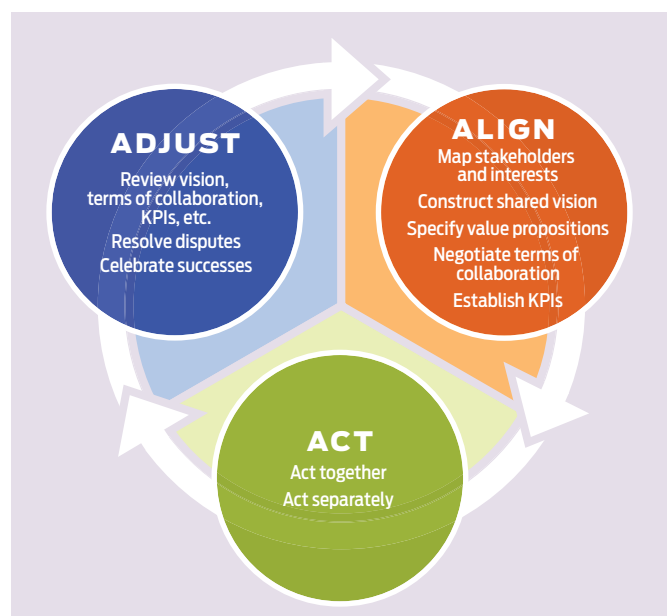 ADJUST
Review vision,
terms of collaboration,
KPIs, etc.
Resolve disputes
Celebrate successes
ALIGN
Map stakeholders
and interests
Construct shared vision
Specify value propositions
Negotiate terms of
collaboration
Establish KPIs
ACT
Act together
Act separately